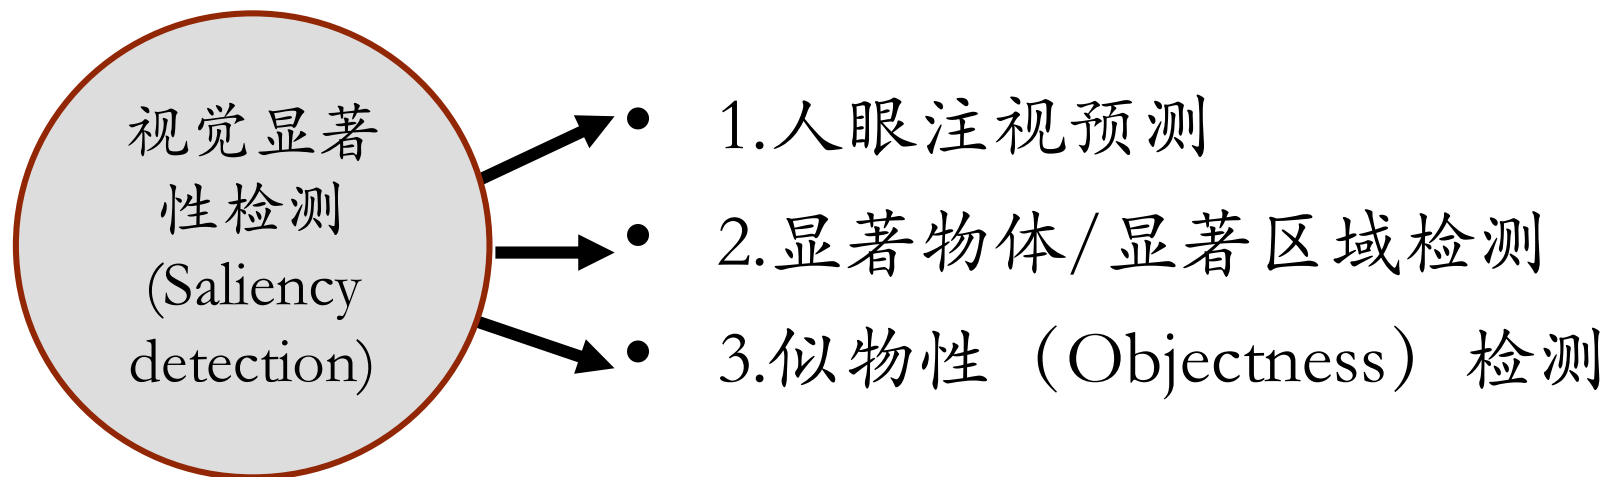 视觉显著
性检测
(Saliency
detection)
• 1.人眼注视预测
• 2.显著物体/显著区域检测
• 3.似物性（Objectness）检测